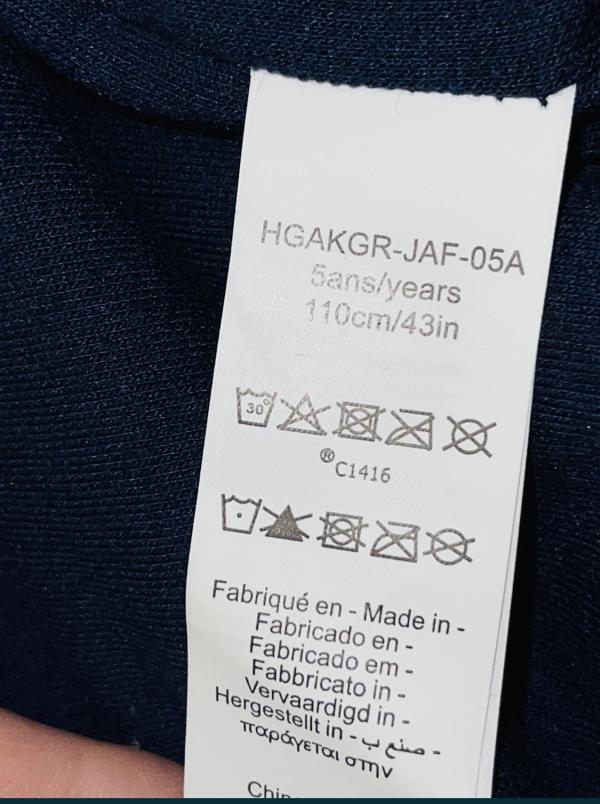 HGAKGR-JAF-05A
5ans/years
110cm/43in
30°
® C1416
Fabriqué en - Made in -
Fabricado en -
Fabricado em -
Fabbricato in -
Vervaardigd in -
Hergestellt in - صنع ب -
παράγεται στην